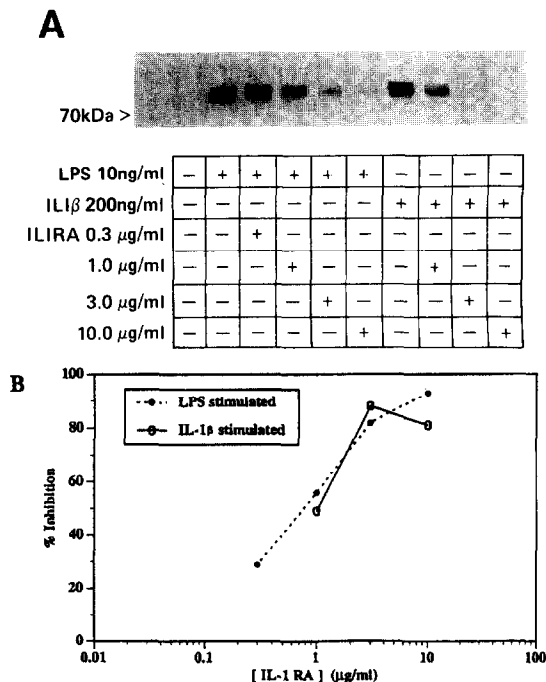 A
70kDa >
LPS 10ng/ml − + + + + + − − − −
ILIβ 200ng/ml − − − − − − + + + +
ILIRA 0.3 μg/ml − − + − − − − − − −
1.0 μg/ml − − − + − − − + − −
3.0 μg/ml − − − − + − − − + −
10.0 μg/ml − − − − − + − − − +
B
100
80
60
40
20
0
% Inhibition
LPS stimulated
IL-1β stimulated
0.01 0.1 1 10 100
[ IL-1 RA ] (μg/ml)